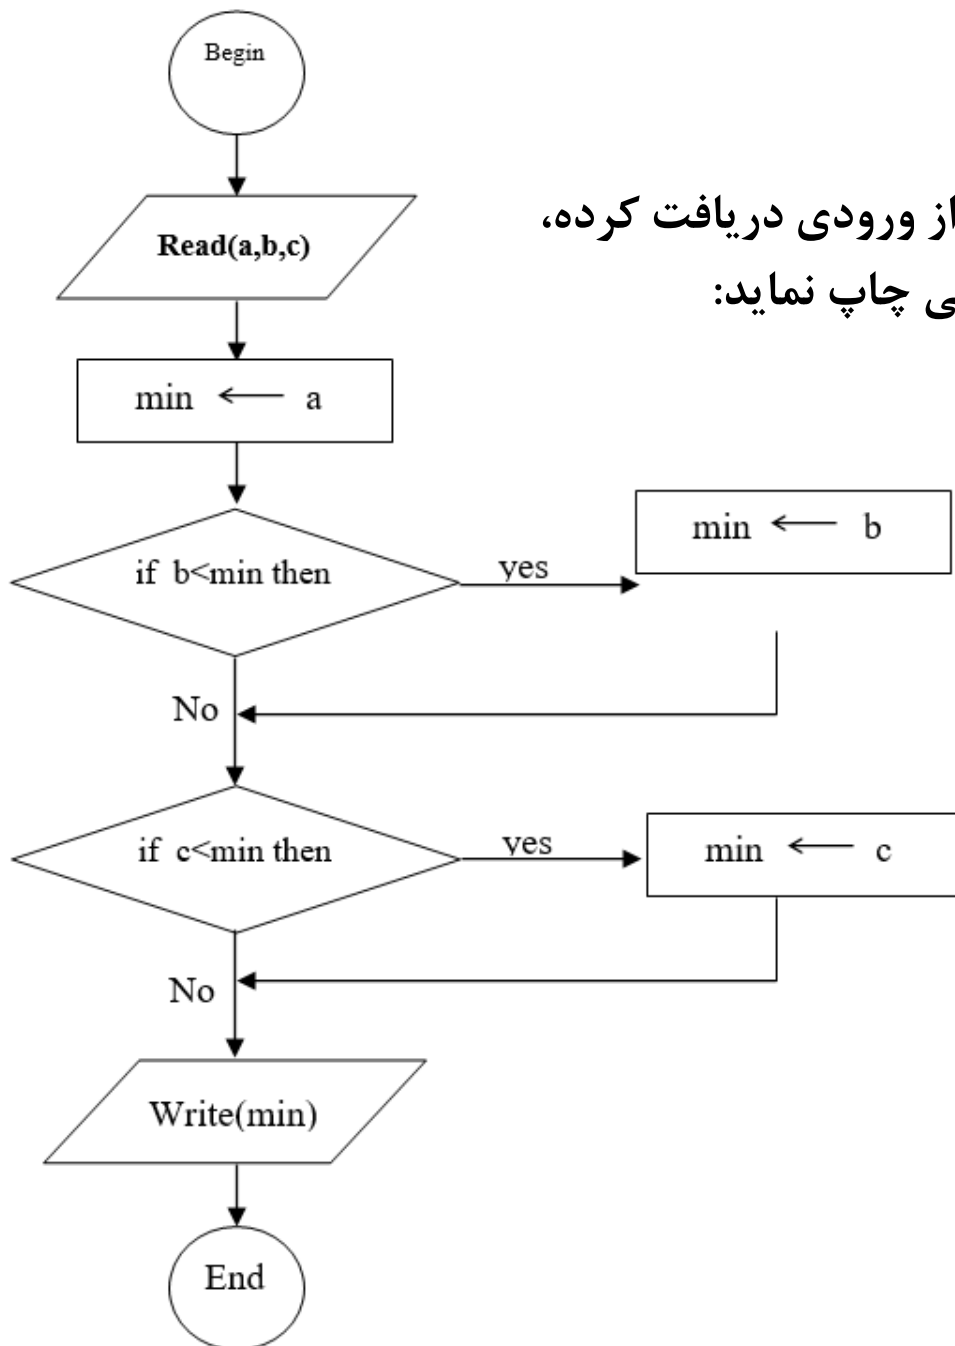 Begin
از ورودی دریافت کرده،
Read(a,b,c)
چاپ نماید:
min ← a
min ← b
if b<min then
yes
No
min ← c
if c<min then
yes
No
Write(min)
End